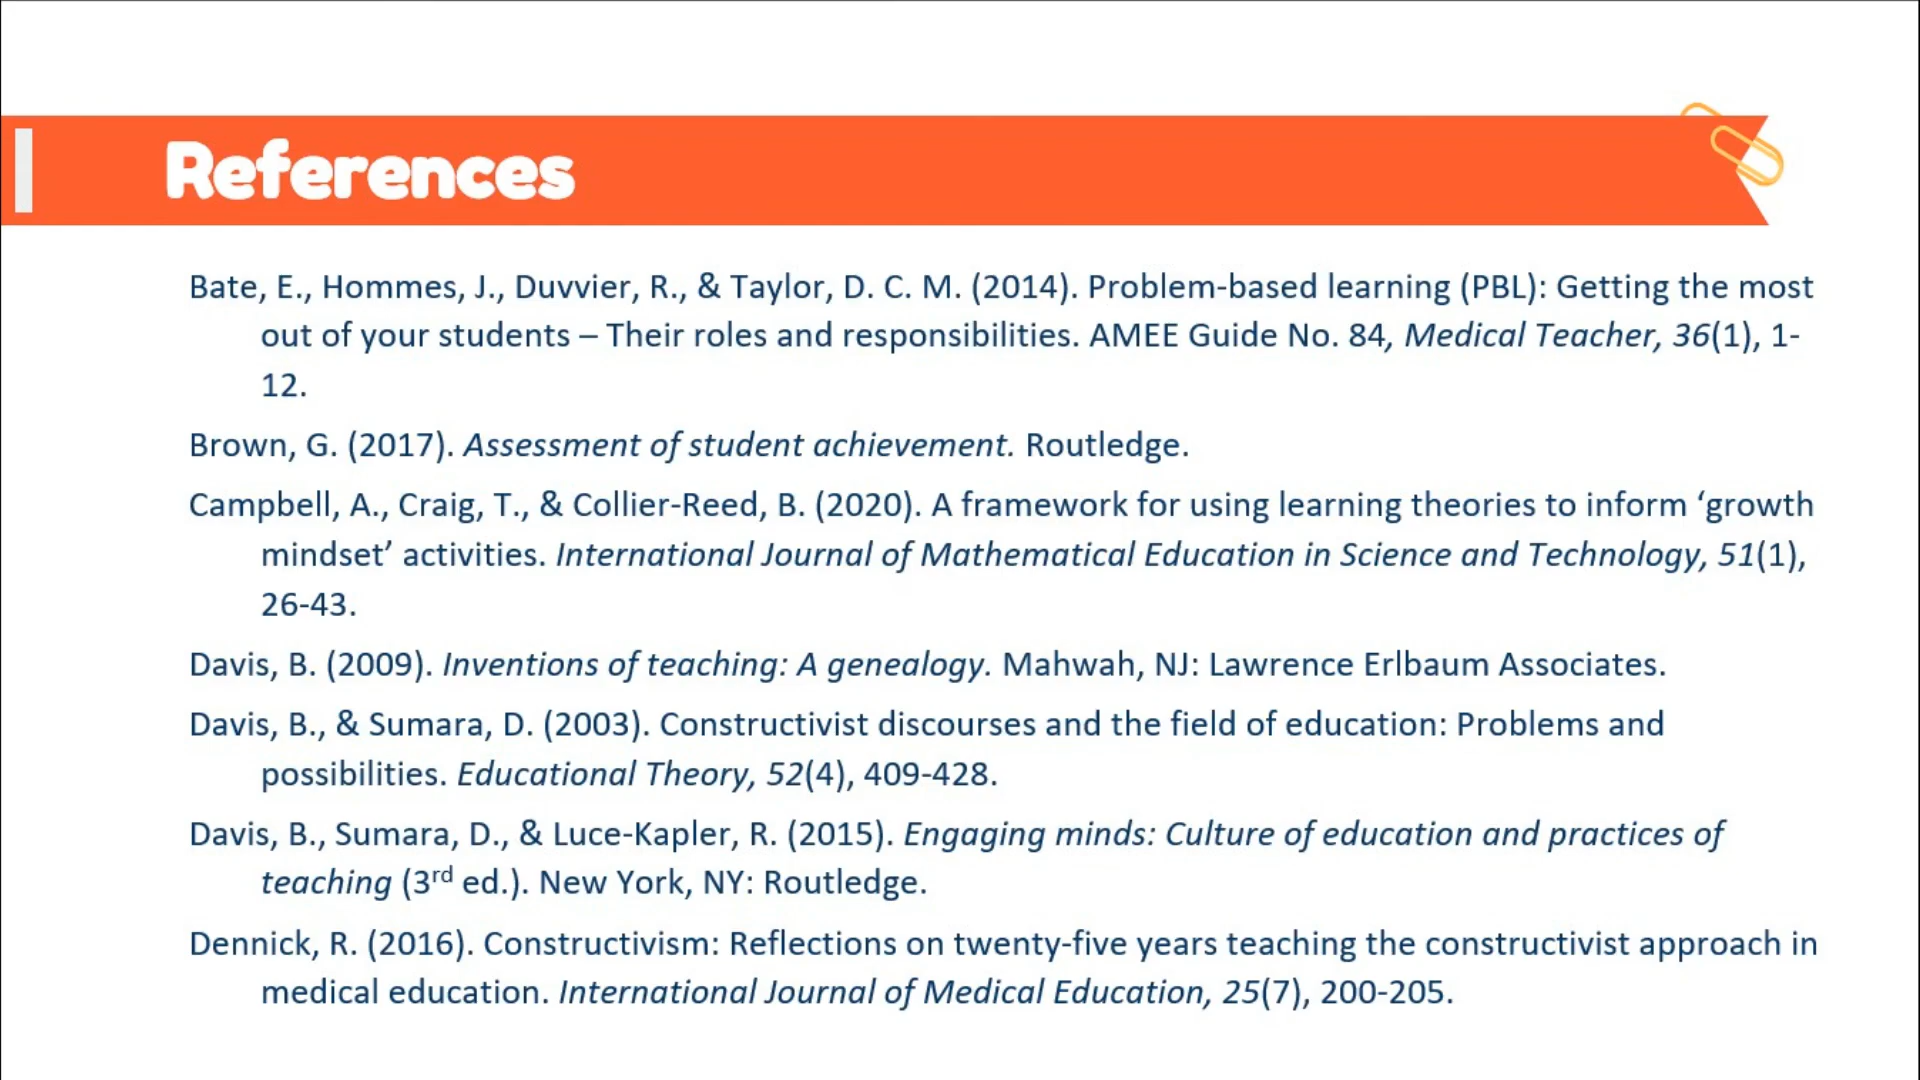 References
Bate, E., Hommes, J., Duvvier, R., & Taylor, D. C. M. (2014). Problem-based learning (PBL): Getting the most
out of your students – Their roles and responsibilities. AMEE Guide No. 84, Medical Teacher, 36(1), 1-
12.
Brown, G. (2017). Assessment of student achievement. Routledge.
Campbell, A., Craig, T., & Collier-Reed, B. (2020). A framework for using learning theories to inform ‘growth
mindset’ activities. International Journal of Mathematical Education in Science and Technology, 51(1),
26-43.
Davis, B. (2009). Inventions of teaching: A genealogy. Mahwah, NJ: Lawrence Erlbaum Associates.
Davis, B., & Sumara, D. (2003). Constructivist discourses and the field of education: Problems and
possibilities. Educational Theory, 52(4), 409-428.
Davis, B., Sumara, D., & Luce-Kapler, R. (2015). Engaging minds: Culture of education and practices of
teaching (3rd ed.). New York, NY: Routledge.
Dennick, R. (2016). Constructivism: Reflections on twenty-five years teaching the constructivist approach in
medical education. International Journal of Medical Education, 25(7), 200-205.